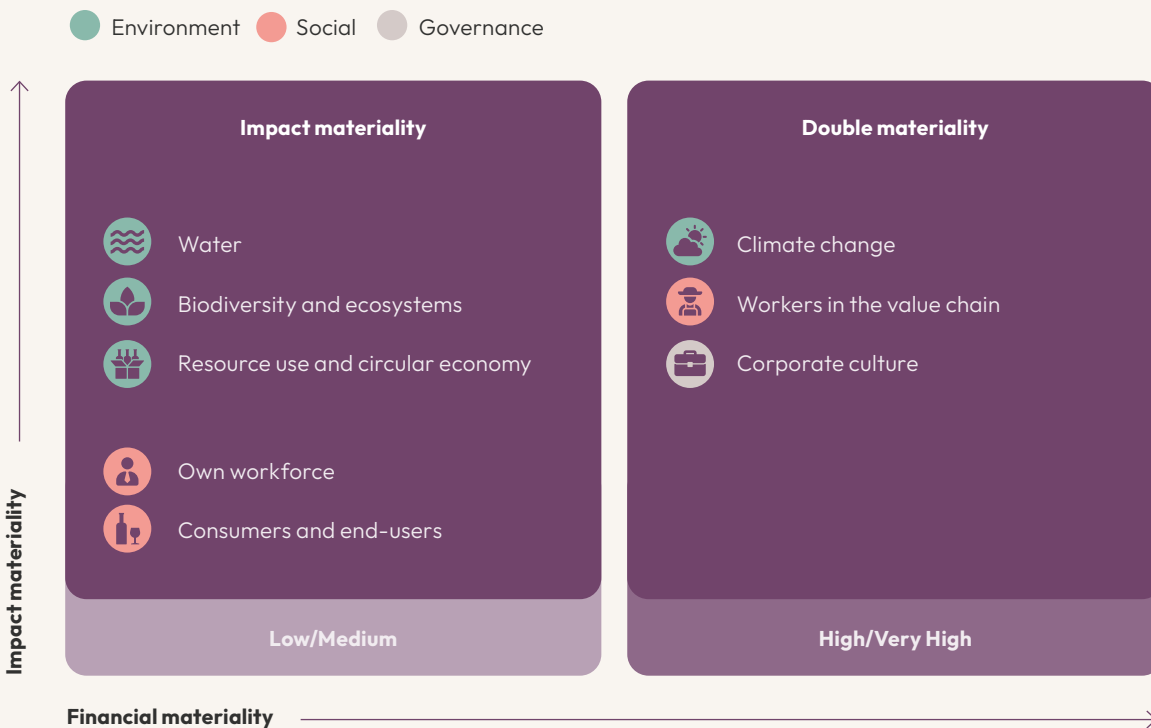 Environment Social Governance
Impact materiality
Water
Biodiversity and ecosystems
Resource use and circular economy
Own workforce
Consumers and end-users
Low/Medium
Double materiality
Climate change
Workers in the value chain
Corporate culture
High/Very High
Impact materiality
Financial materiality